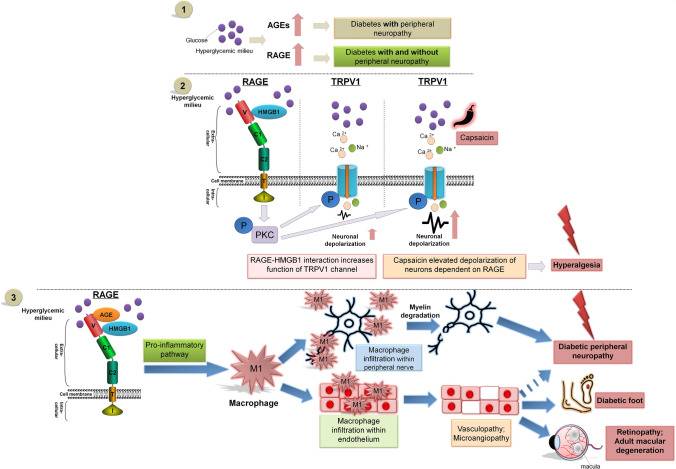 1
Glucose
Hyperglycemic milieu
AGEs
Diabetes with peripheral
neuropathy
RAGE
Diabetes with and without
peripheral neuropathy
2
Hyperglycemic
milieu
RAGE
TRPV1
TRPV1
V
HMGB1
C1
C2
T
Extra-
cellular
Cell membrane
Intra-
cellular
Ca 2+
Ca 2+
Na +
Ca 2+
Ca 2+
Na +
Capsaicin
P
PKC
P
P
Neuronal
depolarization
Neuronal
depolarization
RAGE-HMGB1 interaction increases
function of TRPV1 channel
Capsaicin elevated depolarization of
neurons dependent on RAGE
Hyperalgesia
3
Hyperglycemic
milieu
RAGE
AGE
V
HMGB1
C1
C2
T
Extra-
cellular
Cell membrane
Intra-
cellular
Pro-inflammatory
pathway
M1
Macrophage
M1
M1
M1
M1
M1
Macrophage
infiltration within
peripheral nerve
Myelin
degradation
Diabetic peripheral
neuropathy
M1
M1
M1
Macrophage
infiltration within
endothelium
Vasculopathy;
Microangiopathy
Diabetic foot
Retinopathy;
Adult macular
degeneration
macula